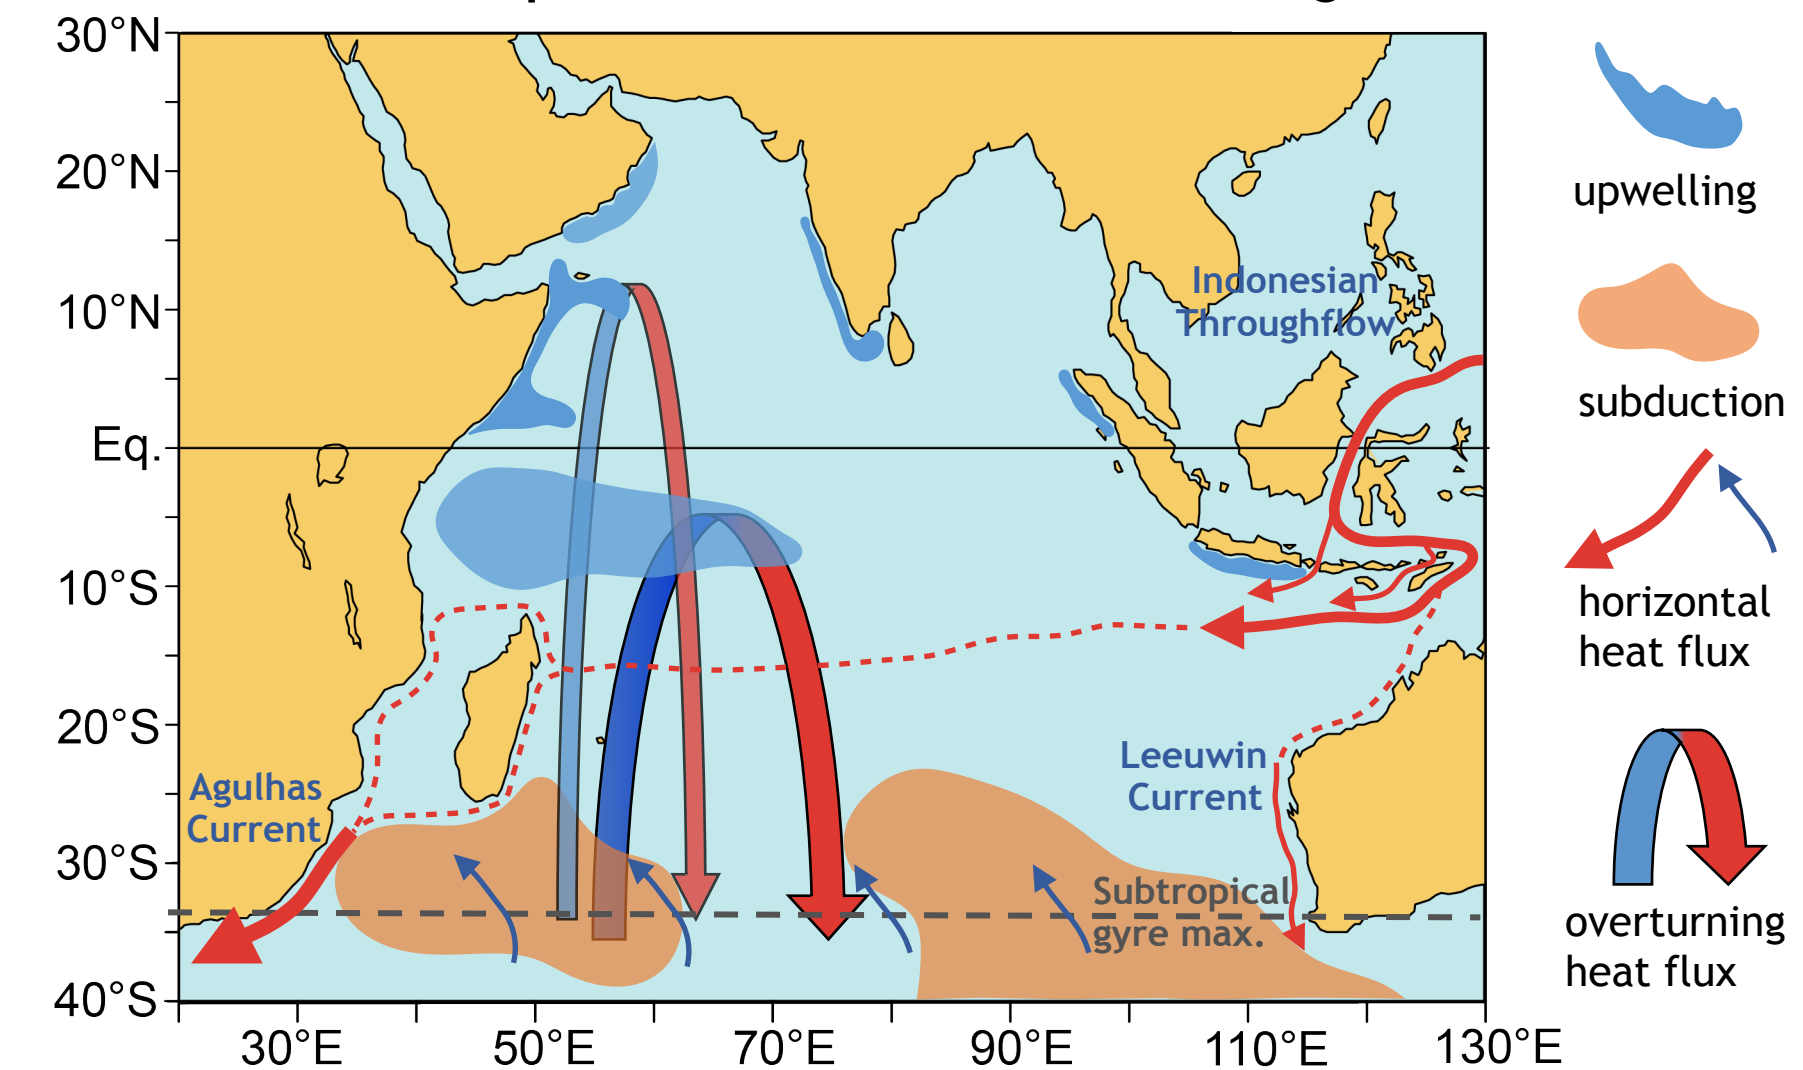 30°N
20°N
10°N
Eq.
10°S
20°S
30°S
40°S
30°E
50°E
70°E
90°E
110°E
130°E
Indonesian
Throughflow
Agulhas
Current
Leeuwin
Current
Subtropical
gyre max.
upwelling
subduction
horizontal
heat flux
overturning
heat flux